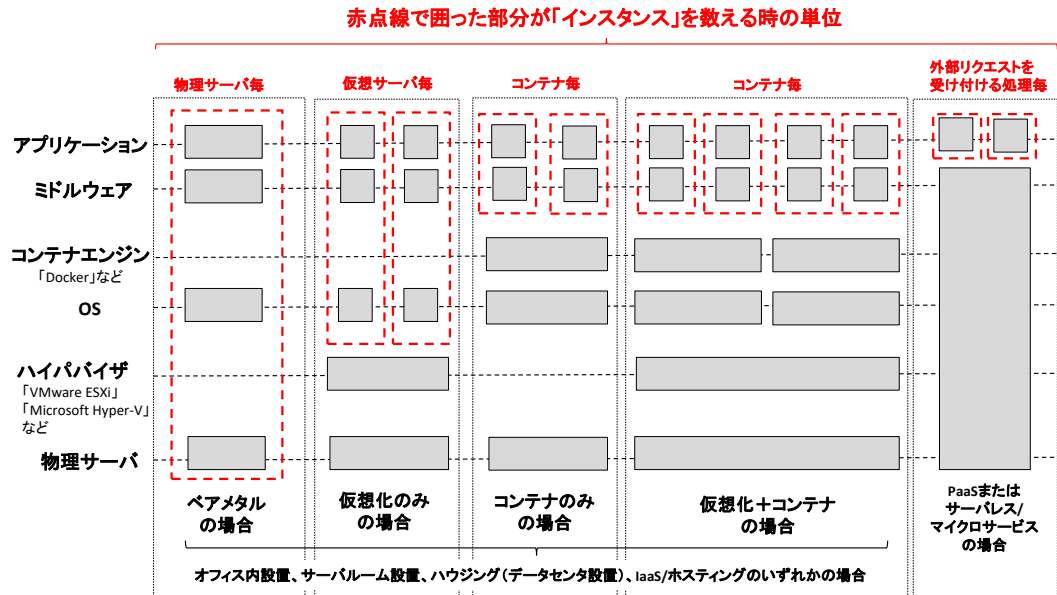 赤点線で囲った部分が「インスタンス」を数える時の単位
物理サーバ毎
仮想サーバ毎
コンテナ毎
コンテナ毎
外部リクエストを
受け付ける処理毎
アプリケーション
ミドルウェア
コンテナエンジン
「Docker」など
OS
ハイパバイザ
「VMware ESXi」
「Microsoft Hyper-V」
など
物理サーバ
ベアメタル
の場合
仮想化のみ
の場合
コンテナのみ
の場合
仮想化＋コンテナ
の場合
PaaSまたは
サーバレス/
マイクロサービス
の場合
オフィス内設置、サーバルーム設置、ハウジング（データセンタ設置）、IaaS/ホスティングのいずれかの場合